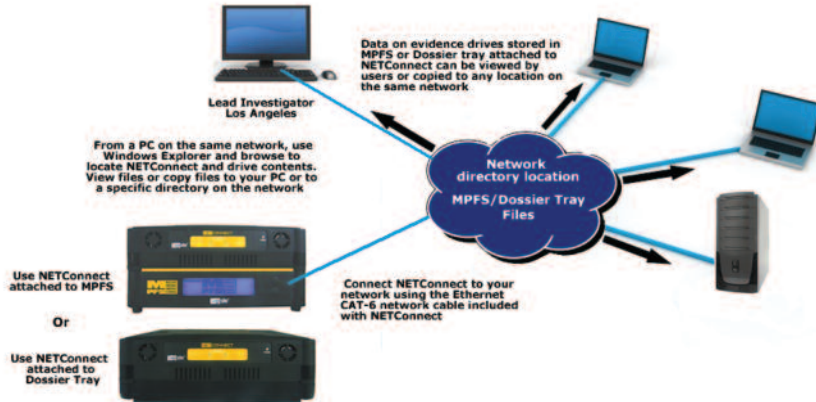 Data on evidence drives stored in
MPFS or Dossier tray attached to
NETConnect can be viewed by
users or copied to any location on
the same network
Lead Investigator
Los Angeles
From a PC on the same network, use
Windows Explorer and browse to
locate NETConnect and drive contents.
View files or copy files to your PC or to
a specific directory on the network
Network
directory location
MPFS/Dossier Tray
Files
Use NETConnect
attached to MPFS
Connect NETConnect to your
network using the Ethernet
CAT-6 network cable included
with NETConnect
Or
Use NETConnect
attached to
Dossier Tray